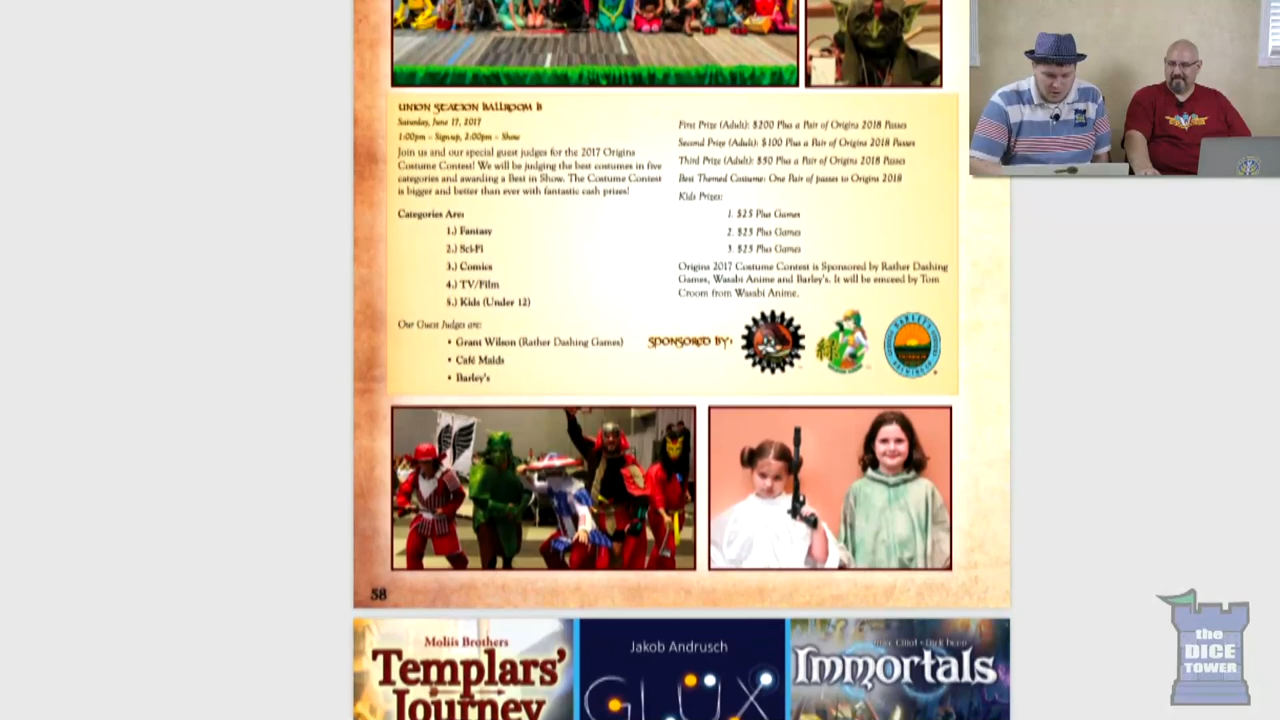 UNION STATION BALLROOM B
Saturday, June 17, 2017
1:00pm - Sign-up, 2:00pm - Show
Join us and our special guest judges for the 2017 Origins
Costume Contest! We will be judging the best costumes in five
categories and awarding a Best in Show. The Costume Contest
is bigger and better than ever with fantastic cash prizes!
Categories Are:
1.) Fantasy
2.) Sci-Fi
3.) Comics
4.) TV/Film
5.) Kids (Under 12)
Our Guest Judges are:
• Grant Wilson (Rather Dashing Games)
• Café Maids
• Barley's
First Prize (Adult): $200 Plus a Pair of Origins 2018 Passes
Second Prize (Adult): $100 Plus a Pair of Origins 2018 Passes
Third Prize (Adult): $50 Plus a Pair of Origins 2018 Passes
Best Themed Costume: One Pair of passes to Origins 2018
Kids Prizes:
1. $25 Plus Games
2. $25 Plus Games
3. $25 Plus Games
Origins 2017 Costume Contest is Sponsored by Rather Dashing
Games, Wasabi Anime and Barley's. It will be emceed by Tom
Croom from Wasabi Anime.
SPONSORED BY:
BARLEY'S
58
Moliis Brothers
Templars'
Journey
Jakob Andrusch
GLÜX
Immortals
the
DICE
TOWER